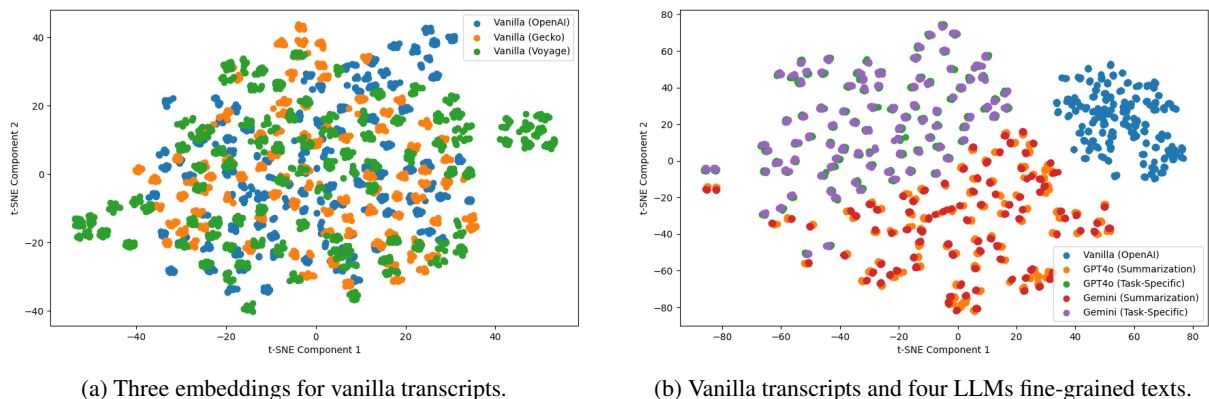 Vanilla (OpenAI)
Vanilla (Gecko)
Vanilla (Voyage)
40
20
0
−20
−40
t-SNE Component 2
−40
−20
0
20
40
t-SNE Component 1
(a) Three embeddings for vanilla transcripts.
80
60
40
20
0
−20
−40
−60
−80
t-SNE Component 2
Vanilla (OpenAI)
GPT4o (Summarization)
GPT4o (Task-Specific)
Gemini (Summarization)
Gemini (Task-Specific)
−80
−60
−40
−20
0
20
40
60
80
t-SNE Component 1
(b) Vanilla transcripts and four LLMs fine-grained texts.